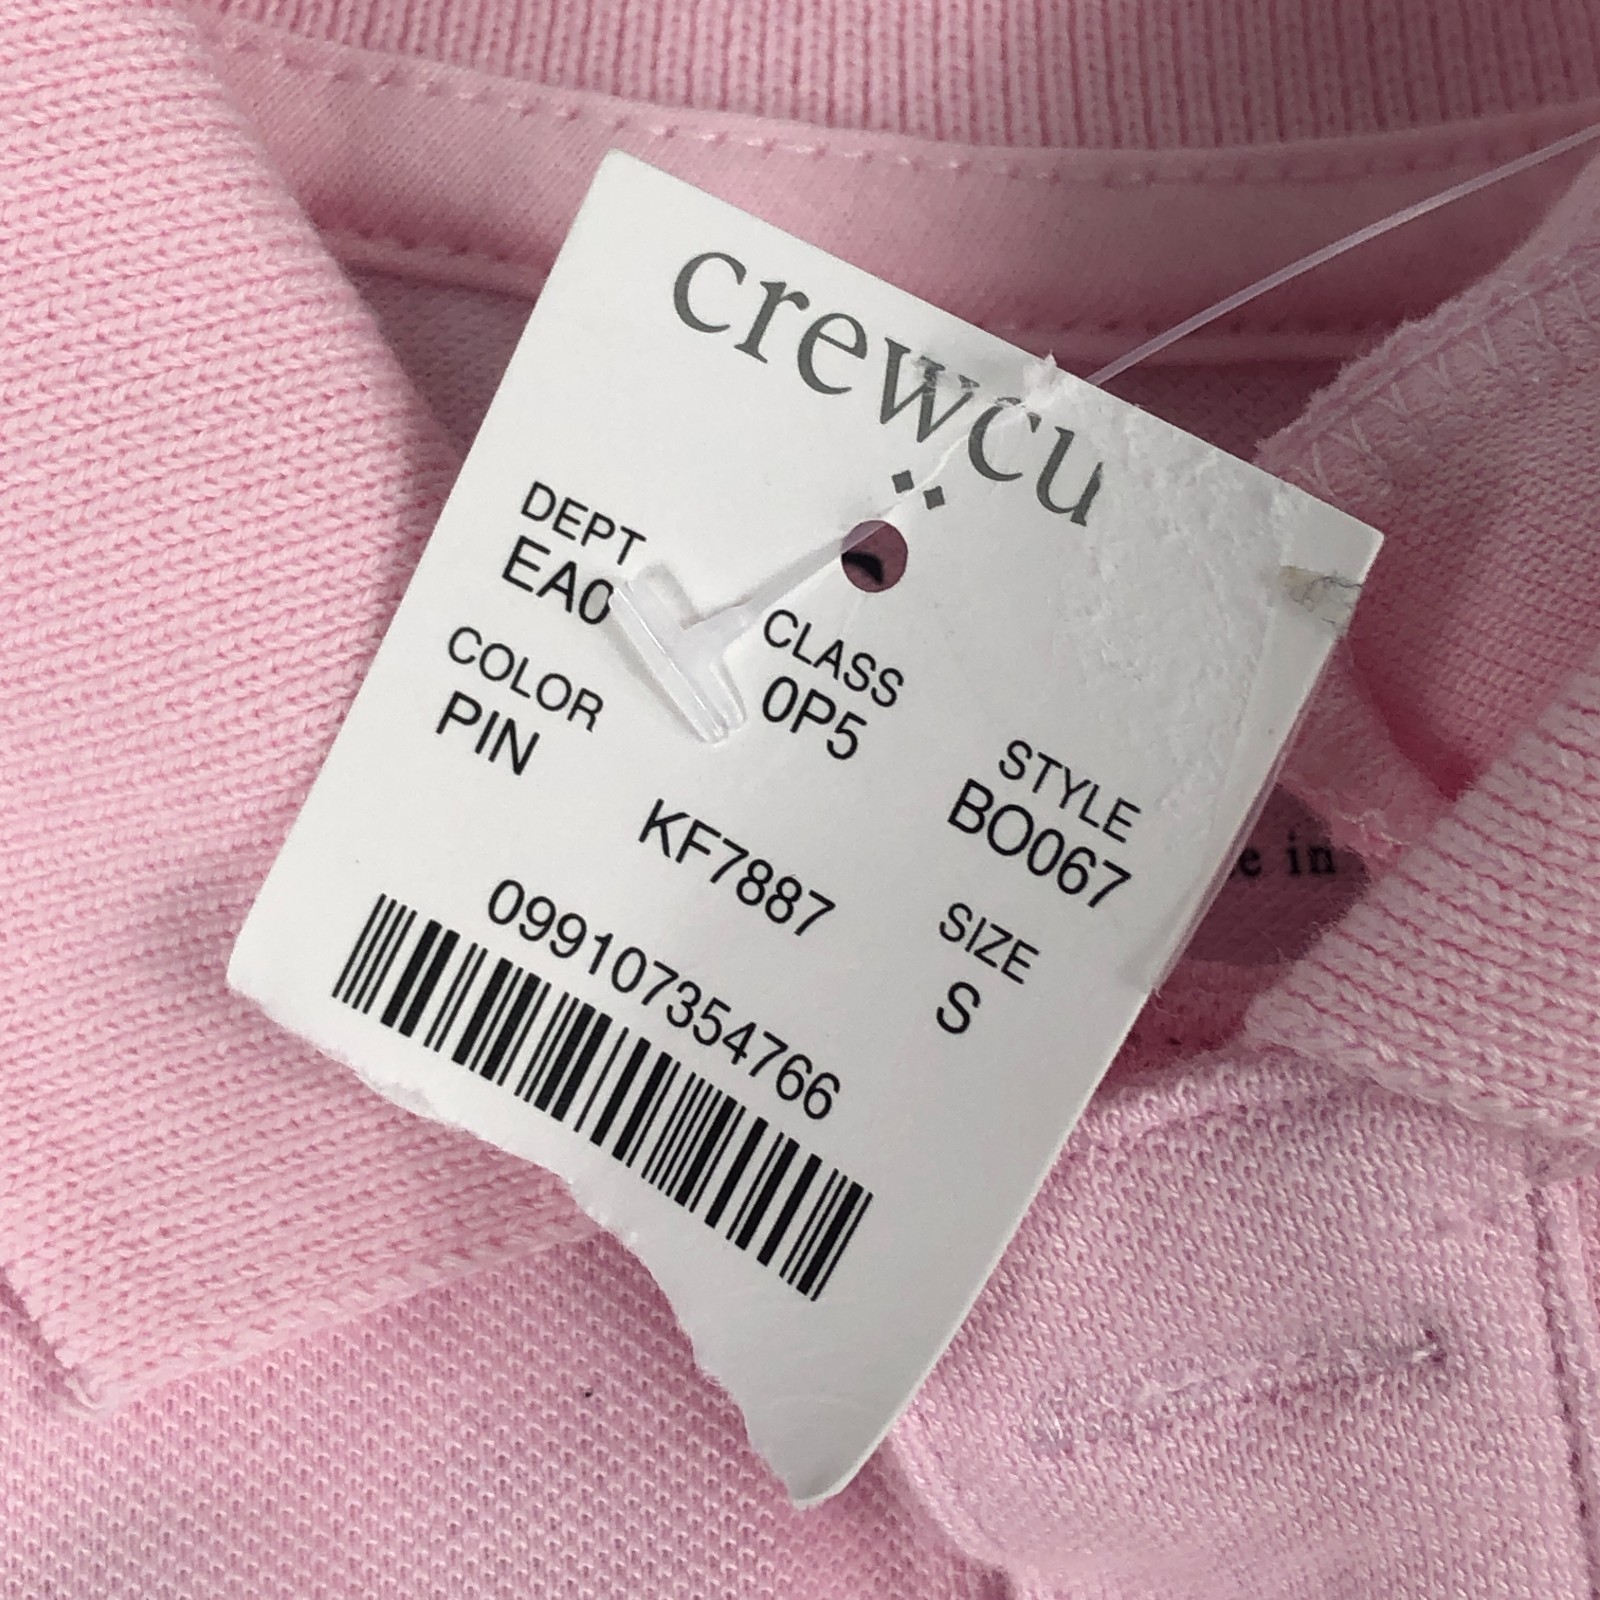 crewcu
DEPT CLASS STYLE
EA0 0P5 BO067
COLOR SIZE
PIN KF7887 S
099107354766
in